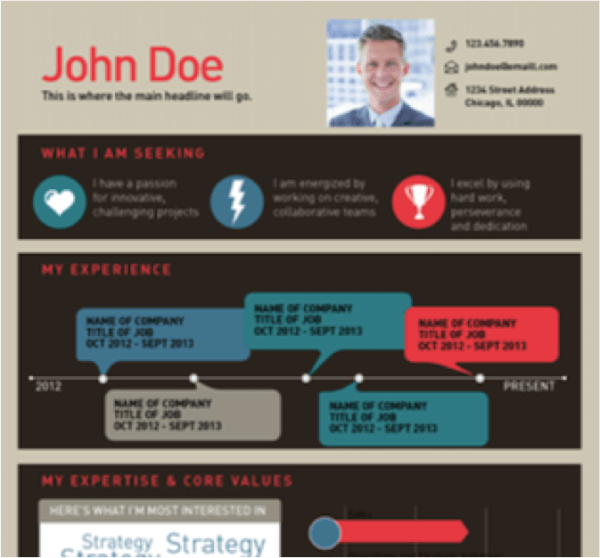 John Doe
This is where the main headline will go.
123.456.7890
johndoe@emaill.com
1234 Street Address
Chicago, IL 00000
WHAT I AM SEEKING
I have a passion
for innovative,
challenging projects
I am energized by
working on creative,
collaborative teams
I excel by using
hard work,
perseverance
and dedication
MY EXPERIENCE
NAME OF COMPANY
TITLE OF JOB
OCT 2012 - SEPT 2013
NAME OF COMPANY
TITLE OF JOB
OCT 2012 - SEPT 2013
NAME OF COMPANY
TITLE OF JOB
OCT 2012 - SEPT 2013
2012
PRESENT
NAME OF COMPANY
TITLE OF JOB
OCT 2012 - SEPT 2013
NAME OF COMPANY
TITLE OF JOB
OCT 2012 - SEPT 2013
MY EXPERTISE & CORE VALUES
HERE'S WHAT I'M MOST INTERESTED IN
Strategy Strategy
Strategy